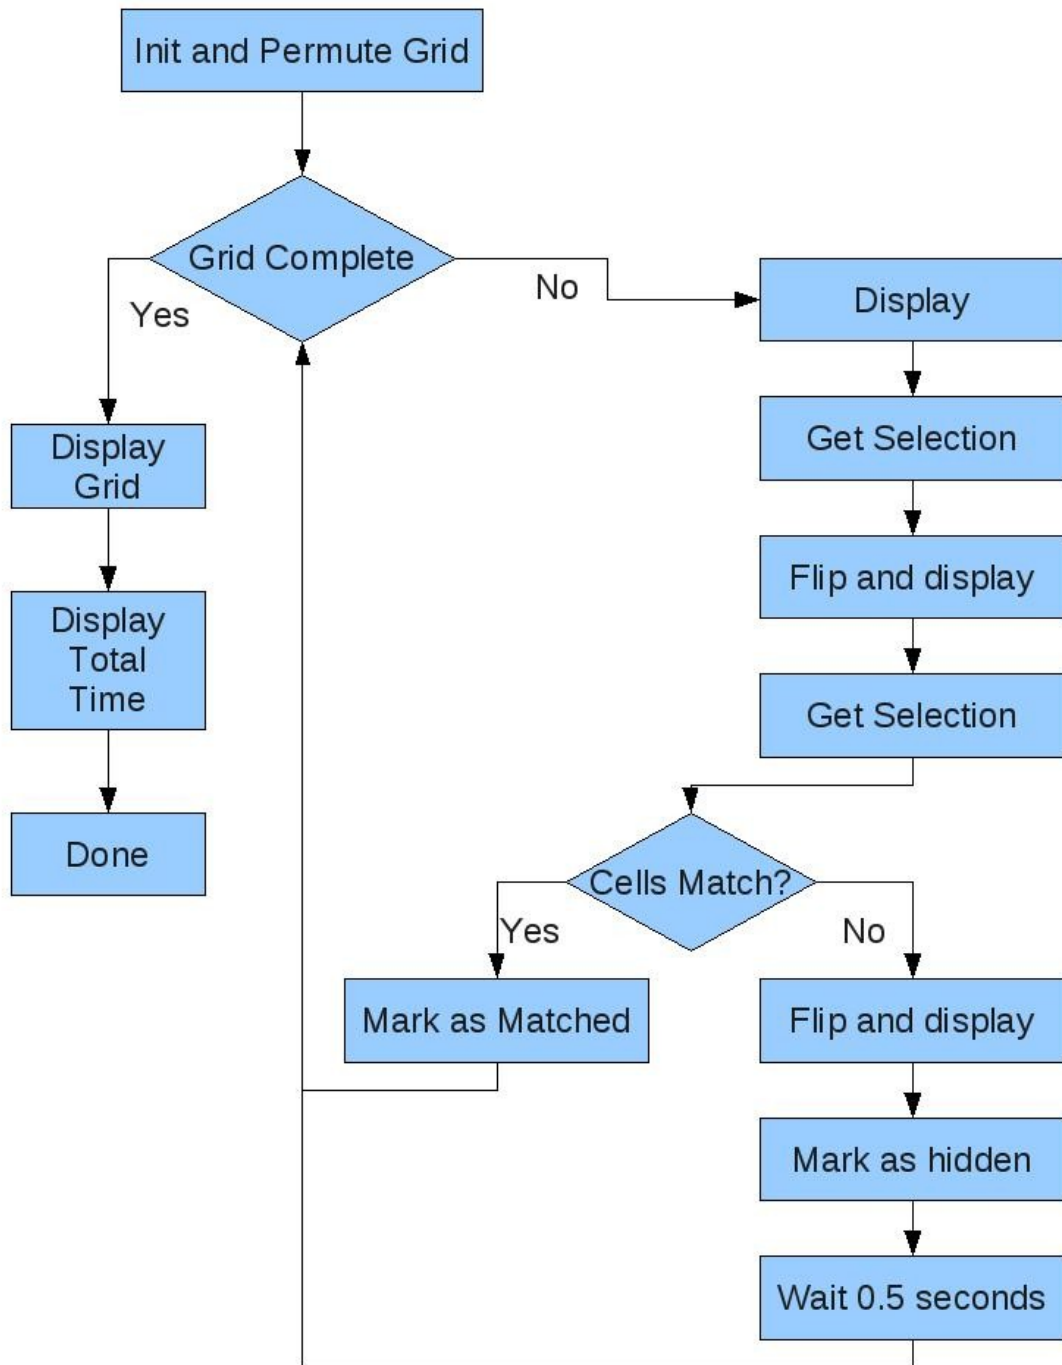 Init and Permute Grid
Grid Complete
Yes
No
Display
Grid
Display
Total
Time
Done
Display
Get Selection
Flip and display
Get Selection
Cells Match?
Yes
No
Mark as Matched
Flip and display
Mark as hidden
Wait 0.5 seconds